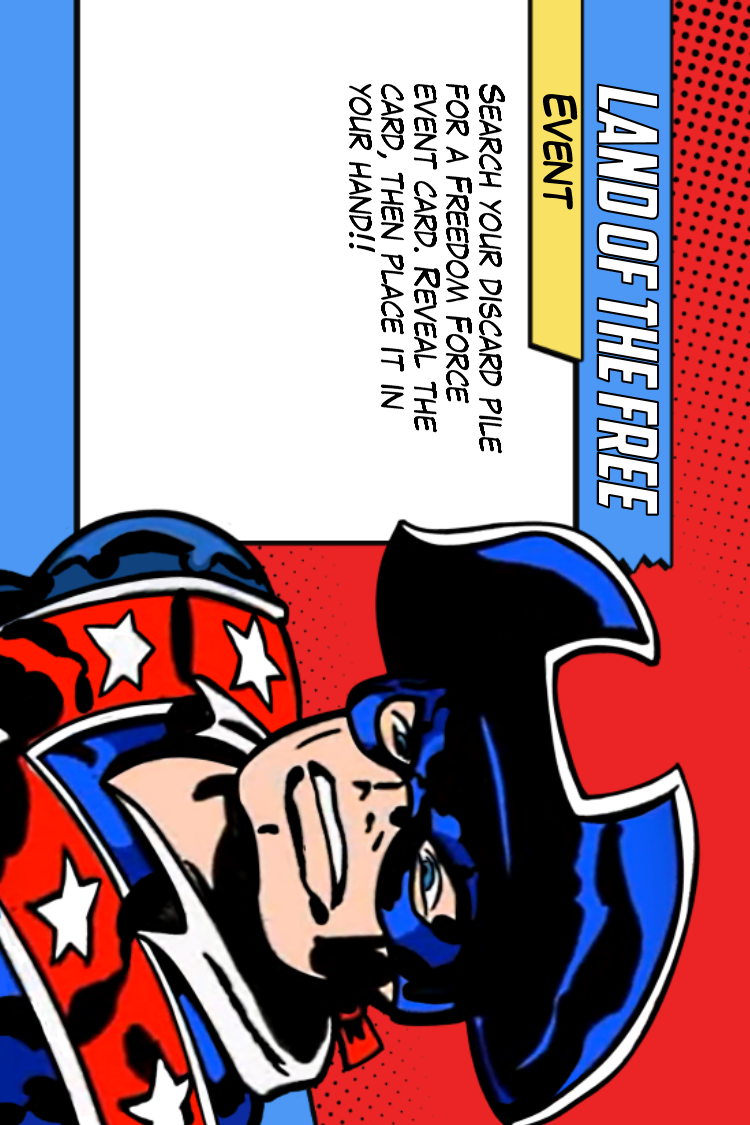 LAND OF THE FREE
EVENT
SEARCH YOUR DISCARD PILE
FOR A FREEDOM FORCE
EVENT CARD. REVEAL THE
CARD, THEN PLACE IT IN
YOUR HAND!!